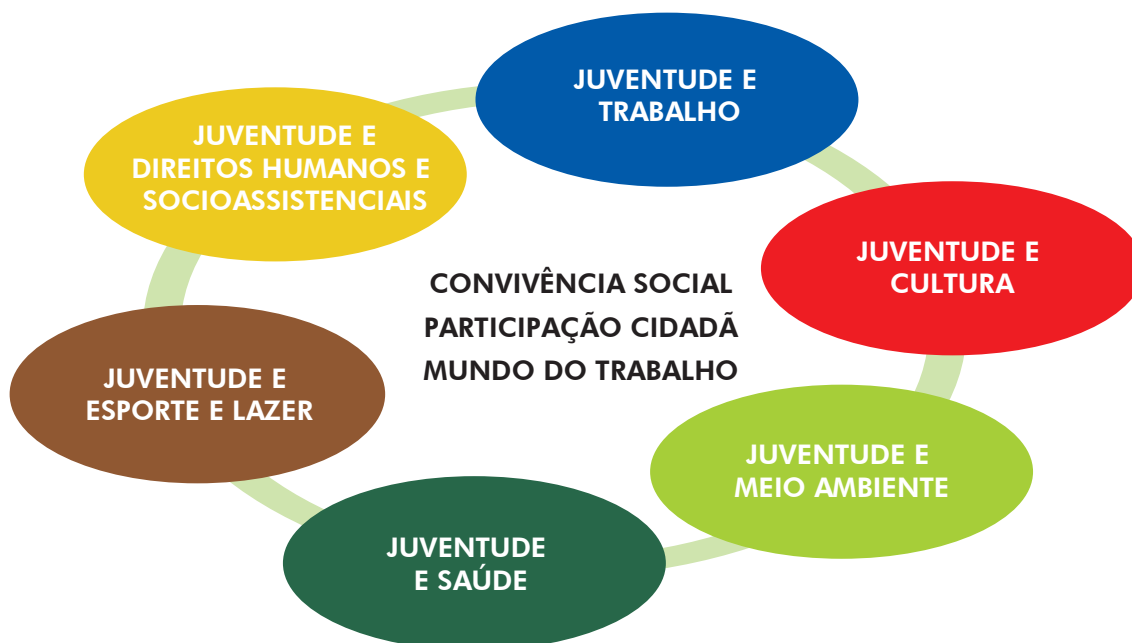 JUVENTUDE E
TRABALHO
JUVENTUDE E
DIREITOS HUMANOS E
SOCIOASSISTENCIAIS
JUVENTUDE E
CULTURA
CONVIVÊNCIA SOCIAL
PARTICIPAÇÃO CIDADÃ
MUNDO DO TRABALHO
JUVENTUDE E
ESPORTE E LAZER
JUVENTUDE E
MEIO AMBIENTE
JUVENTUDE
E SAÚDE